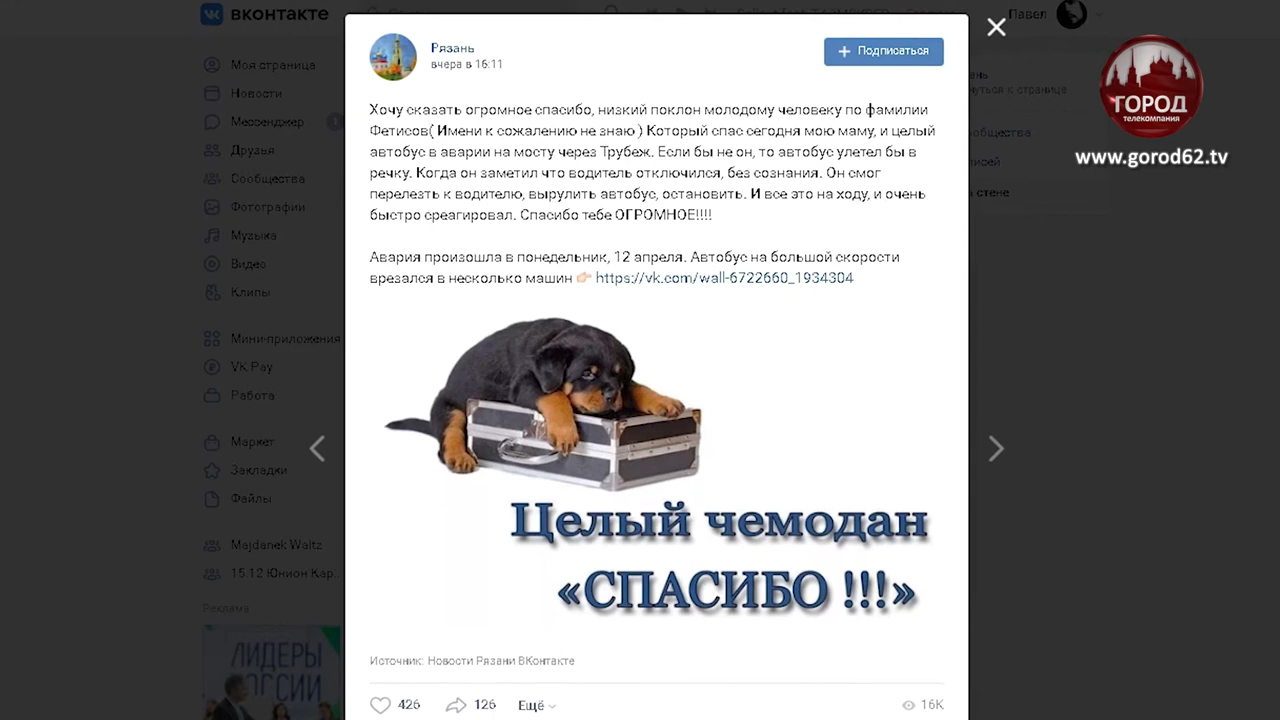 вконтакте
Павел
Рязань
вчера в 16:11
Подписаться
ГОРОД
телекомпания
www.gorod62.tv
Моя страница
Новости
Мессенджер
Друзья
Сообщества
Фотографии
Музыка
Видео
Клипы
Мини-приложения
VK Pay
Работа
Маркет
Закладки
Файлы
Majdanek Waltz
15.12 Юнион Кар..
Реклама
ЛИДЕРЫ
Хочу сказать огромное спасибо, низкий поклон молодому человеку по фамилии
Фетисов( Имени к сожалению не знаю ) Который спас сегодня мою маму, и целый
автобус в аварии на мосту через Трубеж. Если бы не он, то автобус улетел бы в
речку. Когда он заметил что водитель отключился, без сознания. Он смог
перелезть к водителю, вырулить автобус, остановить. И все это на ходу, и очень
быстро среагировал. Спасибо тебе ОГРОМНОЕ!!!!
Авария произошла в понедельник, 12 апреля. Автобус на большой скорости
врезался в несколько машин 👉🏻 https://vk.com/wall-6722660_1934304
Целый чемодан
«СПАСИБО !!!»
Источник: Новости Рязани ВКонтакте
426
126
Ещё
16K